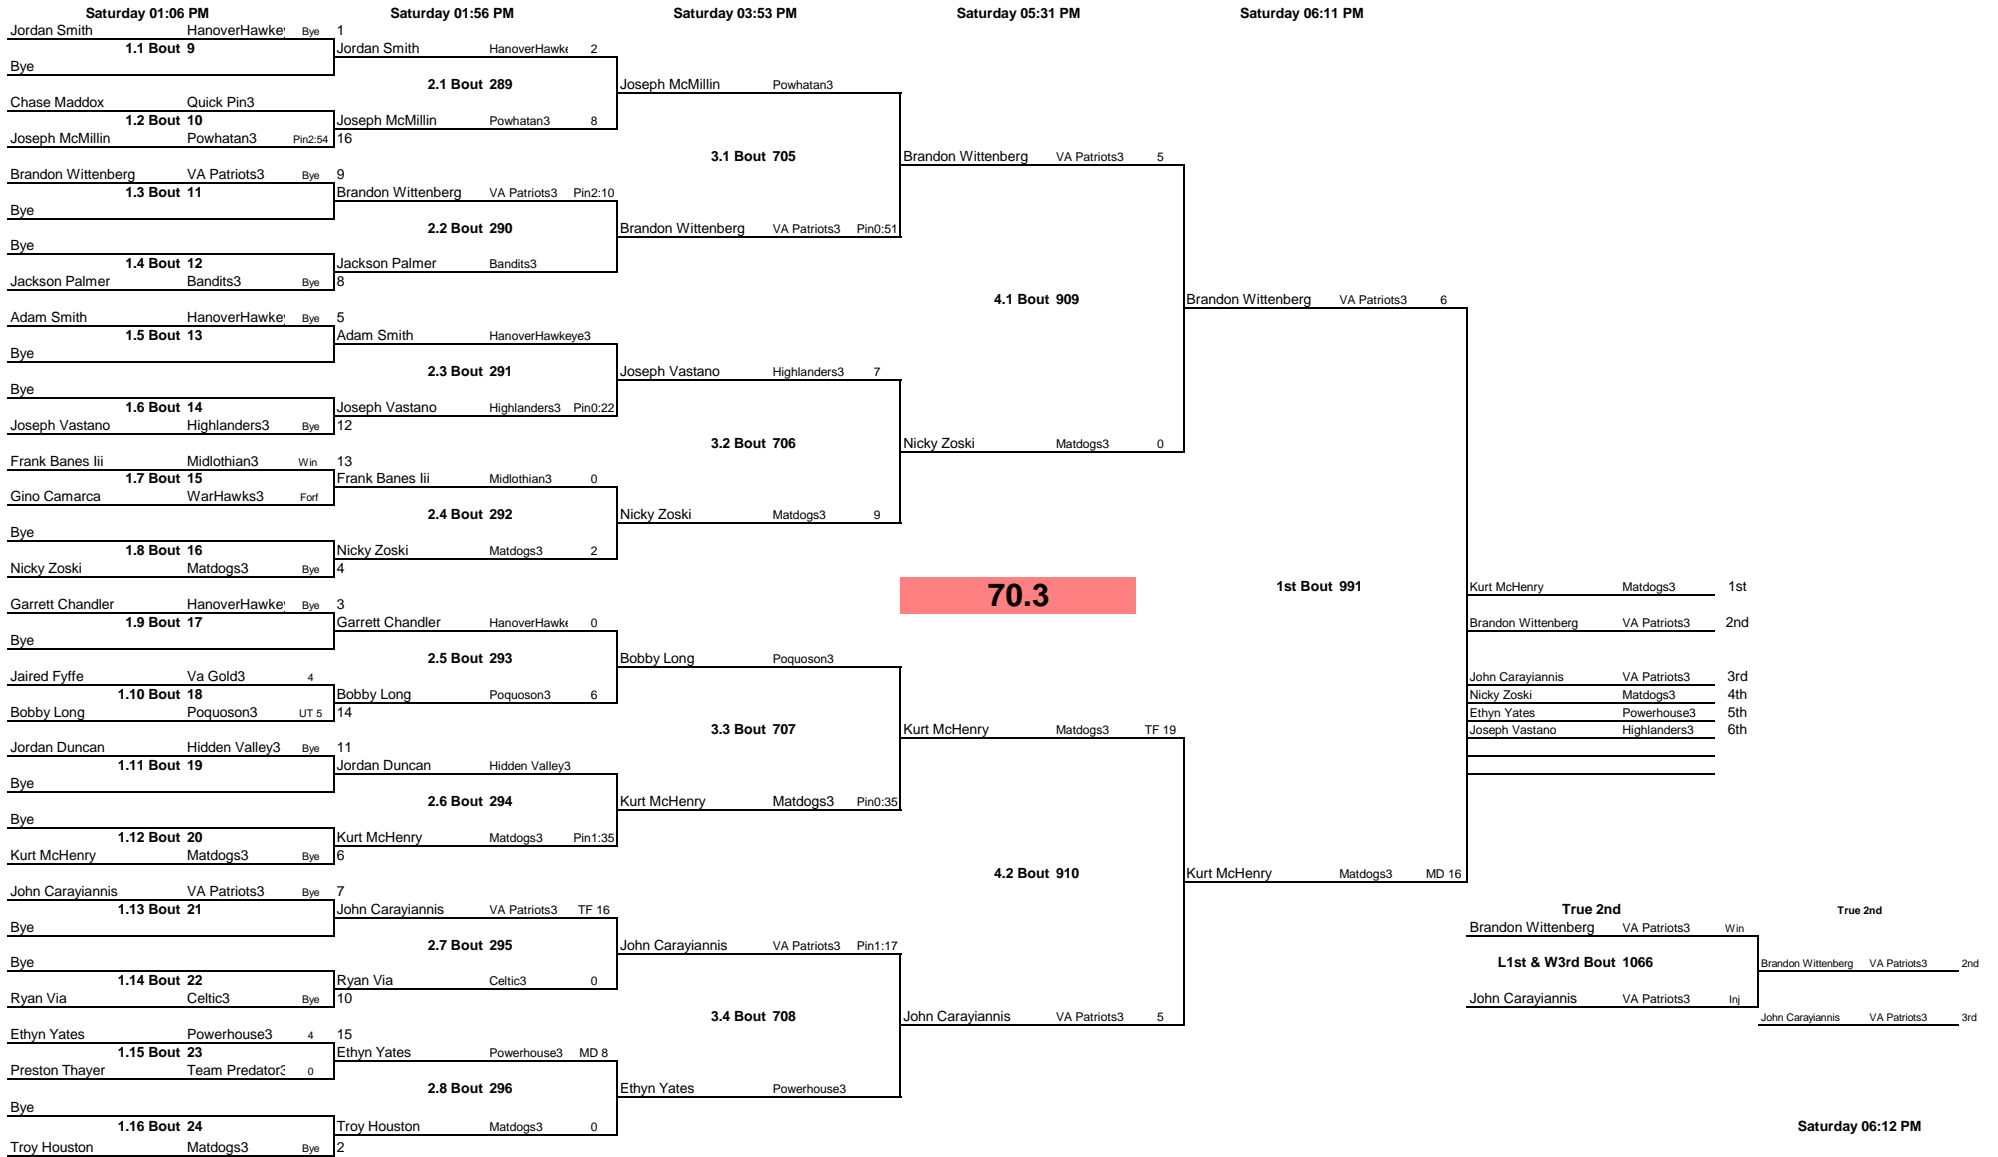 Saturday 01:06 PM Saturday 01:56 PM Saturday 03:53 PM Saturday 05:31 PM Saturday 06:11 PM
Jordan Smith HanoverHawke Bye 1
1.1 Bout 9
Jordan Smith HanoverHawk 2
Bye
2.1 Bout 289
Joseph McMillin Powhatan3
Chase Maddox Quick Pin3
1.2 Bout 10
Joseph McMillin Powhatan3 8
Joseph McMillin Powhatan3 Pin2:54 16
3.1 Bout 705
Brandon Wittenberg VA Patriots3 5
Brandon Wittenberg VA Patriots3 Bye 9
1.3 Bout 11
Brandon Wittenberg VA Patriots3 Pin2:10
Bye
2.2 Bout 290
Brandon Wittenberg VA Patriots3 Pin0:51
Bye
1.4 Bout 12
Jackson Palmer Bandits3
Jackson Palmer Bandits3 Bye 8
4.1 Bout 909
Brandon Wittenberg VA Patriots3 6
Adam Smith HanoverHawke Bye 5
1.5 Bout 13
Adam Smith HanoverHawkeye3
Bye
2.3 Bout 291
Joseph Vastano Highlanders3 7
Bye
1.6 Bout 14
Joseph Vastano Highlanders3 Pin0:22
Joseph Vastano Highlanders3 Bye 12
3.2 Bout 706
Nicky Zoski Matdogs3 0
Frank Banes Iii Midlothian3 Win 13
1.7 Bout 15
Frank Banes Iii Midlothian3 0
Gino Camarca WarHawks3 Forf
2.4 Bout 292
Nicky Zoski Matdogs3 9
Bye
1.8 Bout 16
Nicky Zoski Matdogs3 2
Nicky Zoski Matdogs3 Bye 4
70.3
1st Bout 991
Kurt McHenry Matdogs3 1st
Garrett Chandler HanoverHawke Bye 3
1.9 Bout 17
Garrett Chandler HanoverHawk 0
Brandon Wittenberg VA Patriots3 2nd
Bye
2.5 Bout 293
Bobby Long Poquoson3
Jaired Fyffe Va Gold3 4
John Carayiannis VA Patriots3 3rd
1.10 Bout 18
Bobby Long Poquoson3 6
Nicky Zoski Matdogs3 4th
Bobby Long Poquoson3 UT 5 14
Ethyn Yates Powerhouse3 5th
3.3 Bout 707
Kurt McHenry Matdogs3 TF 19
Joseph Vastano Highlanders3 6th
Jordan Duncan Hidden Valley3 Bye 11
1.11 Bout 19
Jordan Duncan Hidden Valley3
Bye
2.6 Bout 294
Kurt McHenry Matdogs3 Pin0:35
Bye
1.12 Bout 20
Kurt McHenry Matdogs3 Pin1:35
Kurt McHenry Matdogs3 Bye 6
4.2 Bout 910
Kurt McHenry Matdogs3 MD 16
John Carayiannis VA Patriots3 Bye 7
1.13 Bout 21
John Carayiannis VA Patriots3 TF 16
True 2nd True 2nd
Bye
Brandon Wittenberg VA Patriots3 Win
2.7 Bout 295
John Carayiannis VA Patriots3 Pin1:17
Bye
L1st & W3rd Bout 1066
Brandon Wittenberg VA Patriots3 2nd
1.14 Bout 22
Ryan Via Celtic3 0
Ryan Via Celtic3 Bye 10
John Carayiannis VA Patriots3 Inj
3.4 Bout 708
John Carayiannis VA Patriots3 5
John Carayiannis VA Patriots3 3rd
Ethyn Yates Powerhouse3 4 15
1.15 Bout 23
Ethyn Yates Powerhouse3 MD 8
Preston Thayer Team Predator 0
2.8 Bout 296
Ethyn Yates Powerhouse3
Bye
1.16 Bout 24
Troy Houston Matdogs3 0
Saturday 06:12 PM
Troy Houston Matdogs3 Bye 2